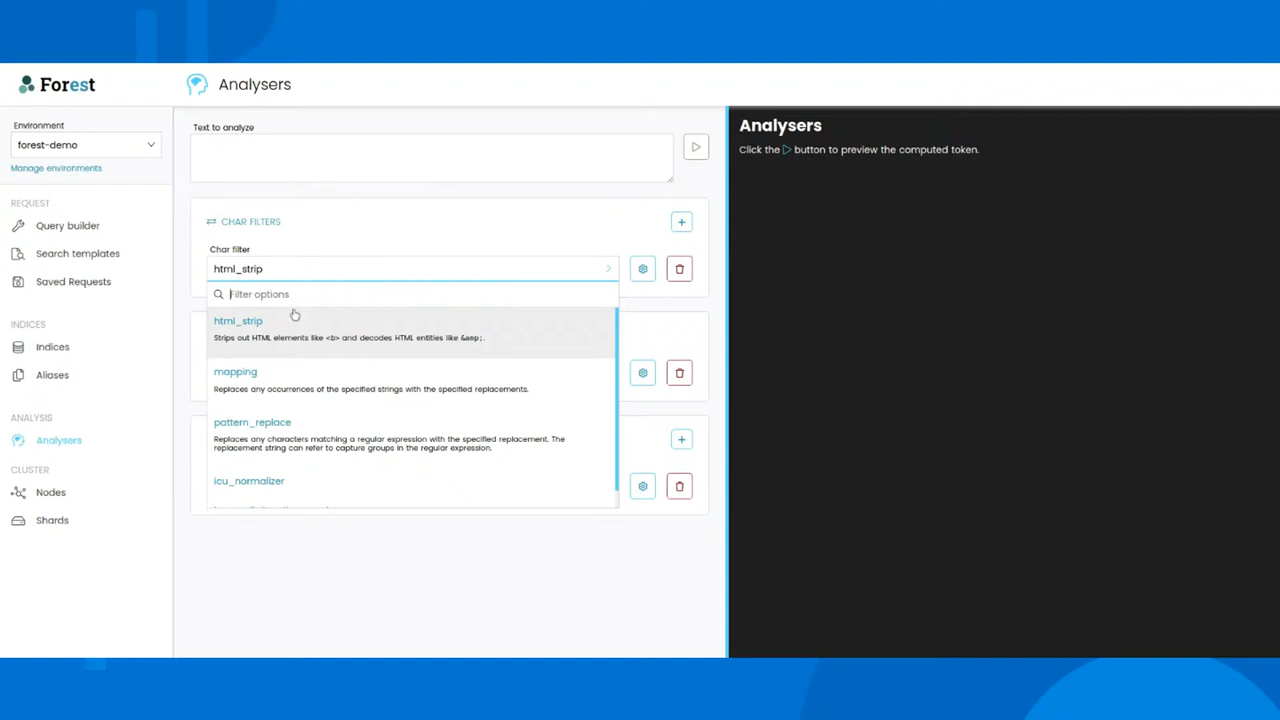 Forest
Analysers
Environment
forest-demo
Manage environments
REQUEST
Query builder
Search templates
Saved Requests
INDICES
Indices
Aliases
ANALYSIS
Analysers
CLUSTER
Nodes
Shards
Text to analyze
CHAR FILTERS
Char filter
html_strip
Filter options
html_strip
Strips out HTML elements like <b> and decodes HTML entities like &amp;.
mapping
Replaces any occurrences of the specified strings with the specified replacements.
pattern_replace
Replaces any characters matching a regular expression with the specified replacement. The
replacement string can refer to capture groups in the regular expression.
icu_normalizer
Analysers
Click the ▷ button to preview the computed token.